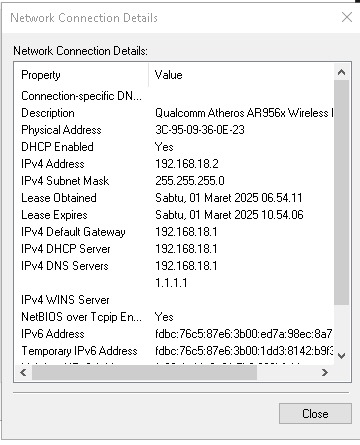 Network Connection Details
Network Connection Details:
Property Value
Connection-specific DN...
Description Qualcomm Atheros AR956x Wireless
Physical Address 3C-95-09-36-0E-23
DHCP Enabled Yes
IPv4 Address 192.168.18.2
IPv4 Subnet Mask 255.255.255.0
Lease Obtained Sabtu, 01 Maret 2025 06.54.11
Lease Expires Sabtu, 01 Maret 2025 10.54.06
IPv4 Default Gateway 192.168.18.1
IPv4 DHCP Server 192.168.18.1
IPv4 DNS Servers 192.168.18.1
1.1.1.1
IPv4 WINS Server
NetBIOS over Tcpip En... Yes
IPv6 Address fdbc:76c5:87e6:3b00:ed7a:98ec:8a7
Temporary IPv6 Address fdbc:76c5:87e6:3b00:1dd3:8142:b9f3
Close